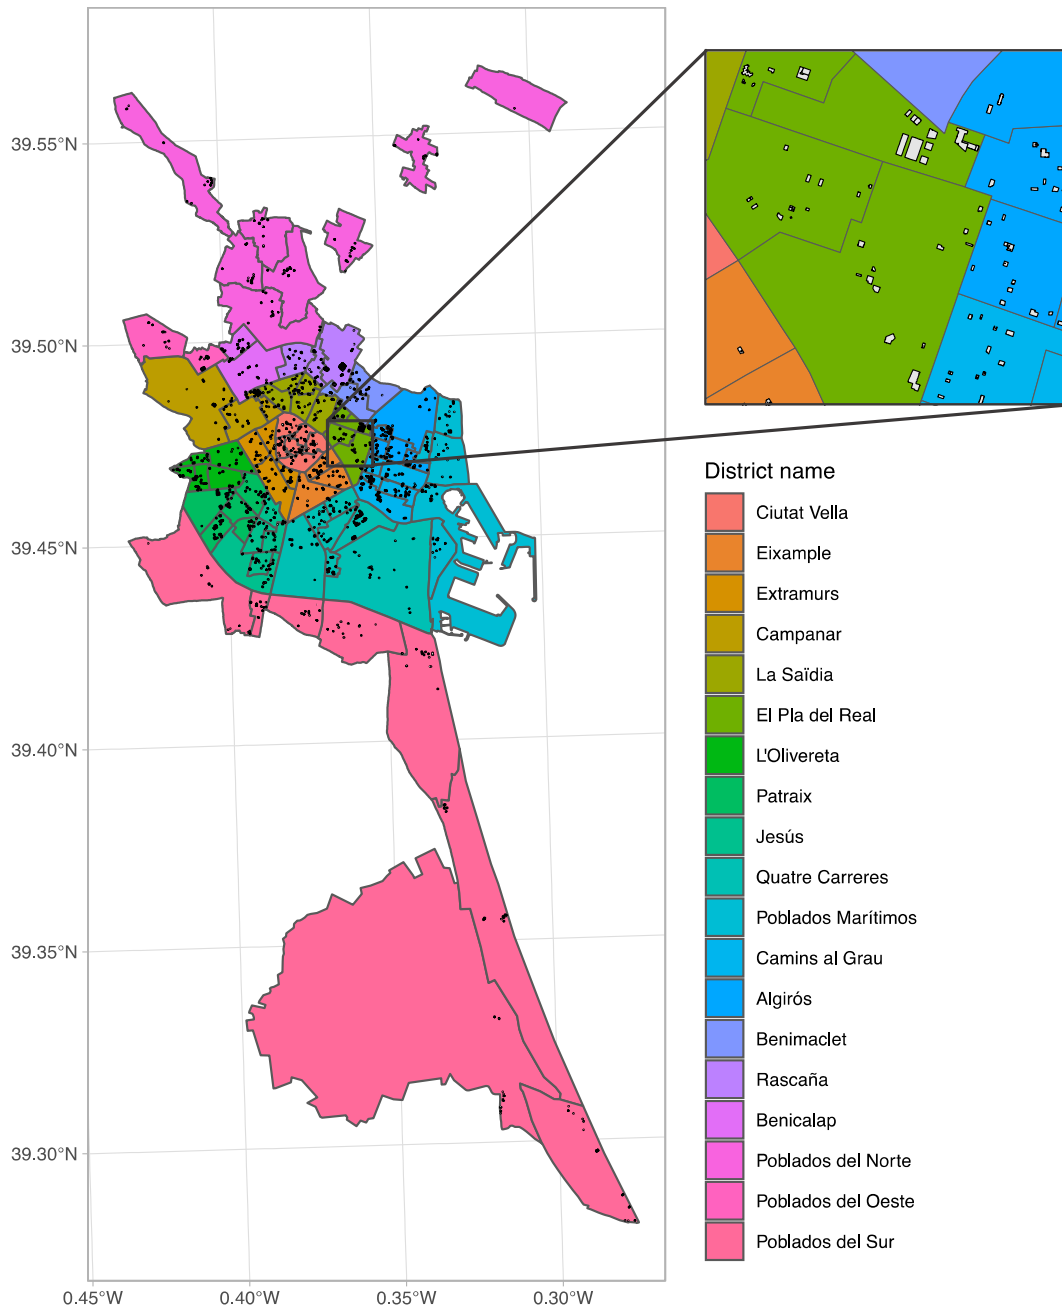 39.55°N
39.50°N
39.45°N
39.40°N
39.35°N
39.30°N
0.45°W
0.40°W
0.35°W
0.30°W
District name
Ciutat Vella
Eixample
Extramurs
Campanar
La Saïdia
El Pla del Real
L'Olivereta
Patraix
Jesús
Quatre Carreres
Poblados Marítimos
Camins al Grau
Algirós
Benimaclet
Rascaña
Benicalap
Poblados del Norte
Poblados del Oeste
Poblados del Sur